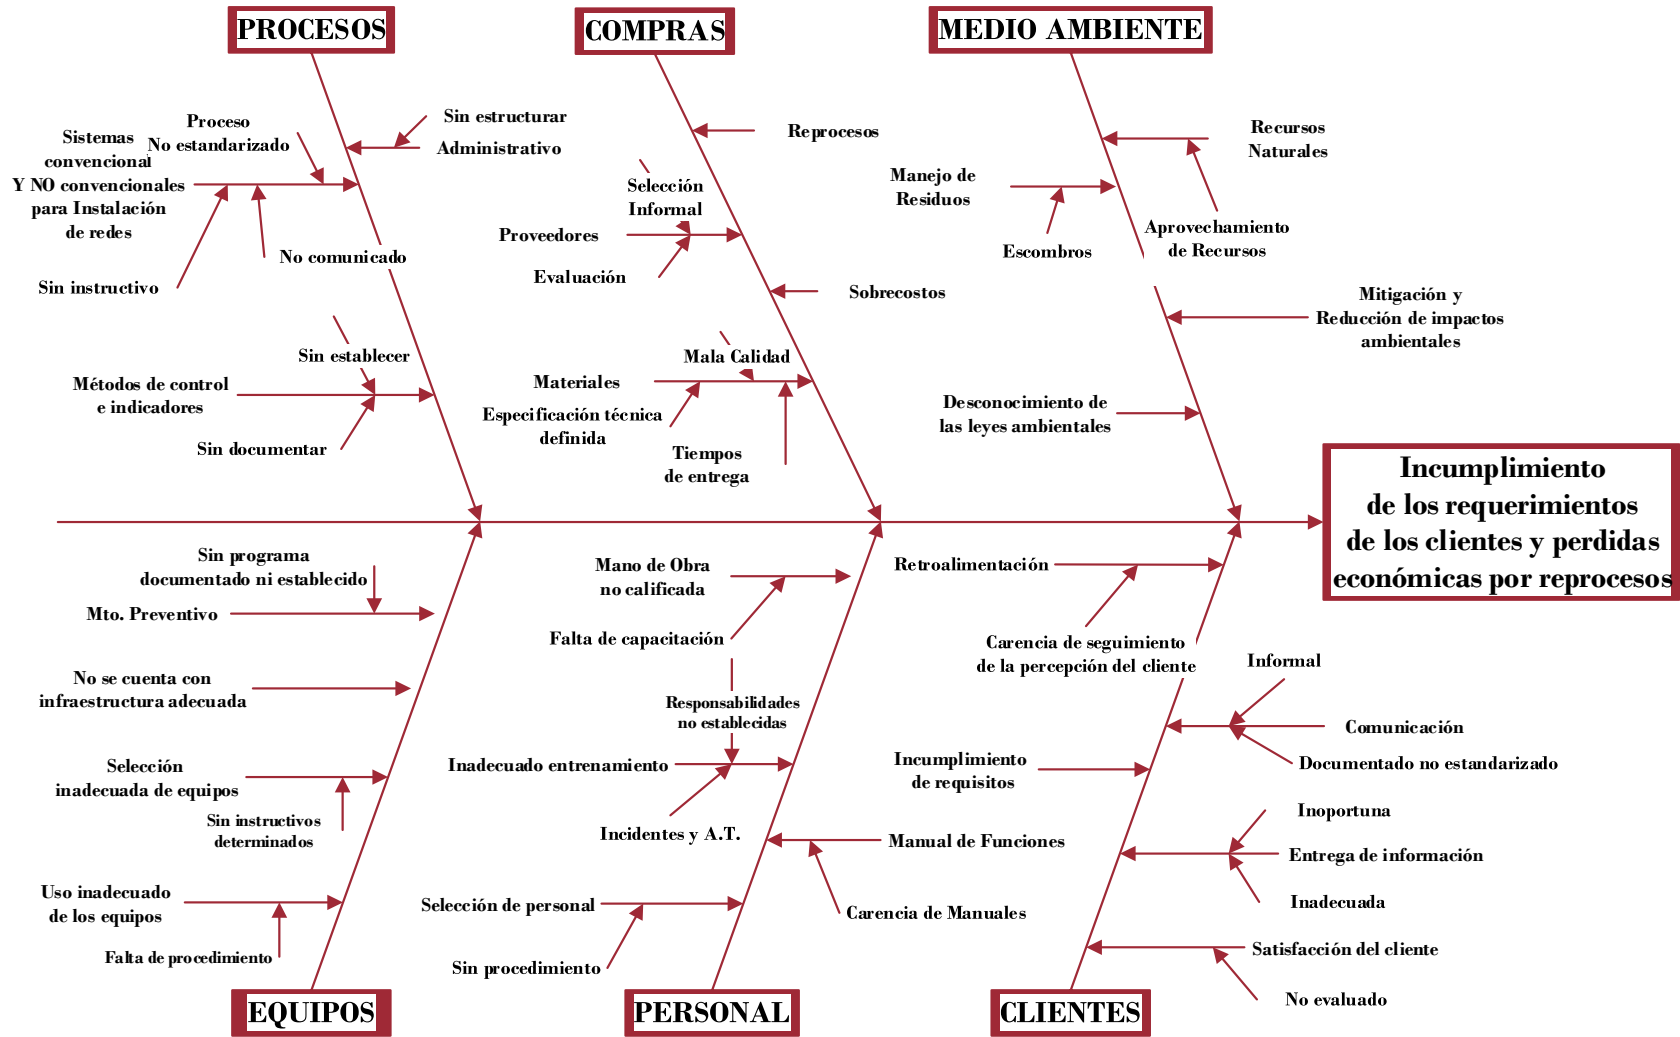 PROCESOS
COMPRAS
MEDIO AMBIENTE
Sin estructurar
Administrativo
Proceso
No estandarizado
Sistemas
convencional
Y NO convencionales
para Instalación
de redes
No comunicado
Sin instructivo
Sin establecer
Métodos de control
e indicadores
Sin documentar
Reprocesos
Selección
Informal
Proveedores
Evaluación
Sobrecostos
Mala Calidad
Materiales
Especificación técnica
definida
Tiempos
de entrega
Recursos
Naturales
Manejo de
Residuos
Escombros
Aprovechamiento
de Recursos
Mitigación y
Reducción de impactos
ambientales
Desconocimiento de
las leyes ambientales
Incumplimiento
de los requerimientos
de los clientes y perdidas
económicas por reprocesos
Sin programa
documentado ni establecido
Mto. Preventivo
No se cuenta con
infraestructura adecuada
Selección
inadecuada de equipos
Sin instructivos
determinados
Uso inadecuado
de los equipos
Falta de procedimiento
Mano de Obra
no calificada
Falta de capacitación
Responsabilidades
no establecidas
Inadecuado entrenamiento
Incidentes y A.T.
Manual de Funciones
Carencia de Manuales
Selección de personal
Sin procedimiento
Retroalimentación
Carencia de seguimiento
de la percepción del cliente
Informal
Comunicación
Documentado no estandarizado
Incumplimiento
de requisitos
Inoportuna
Entrega de información
Inadecuada
Satisfacción del cliente
No evaluado
EQUIPOS
PERSONAL
CLIENTES